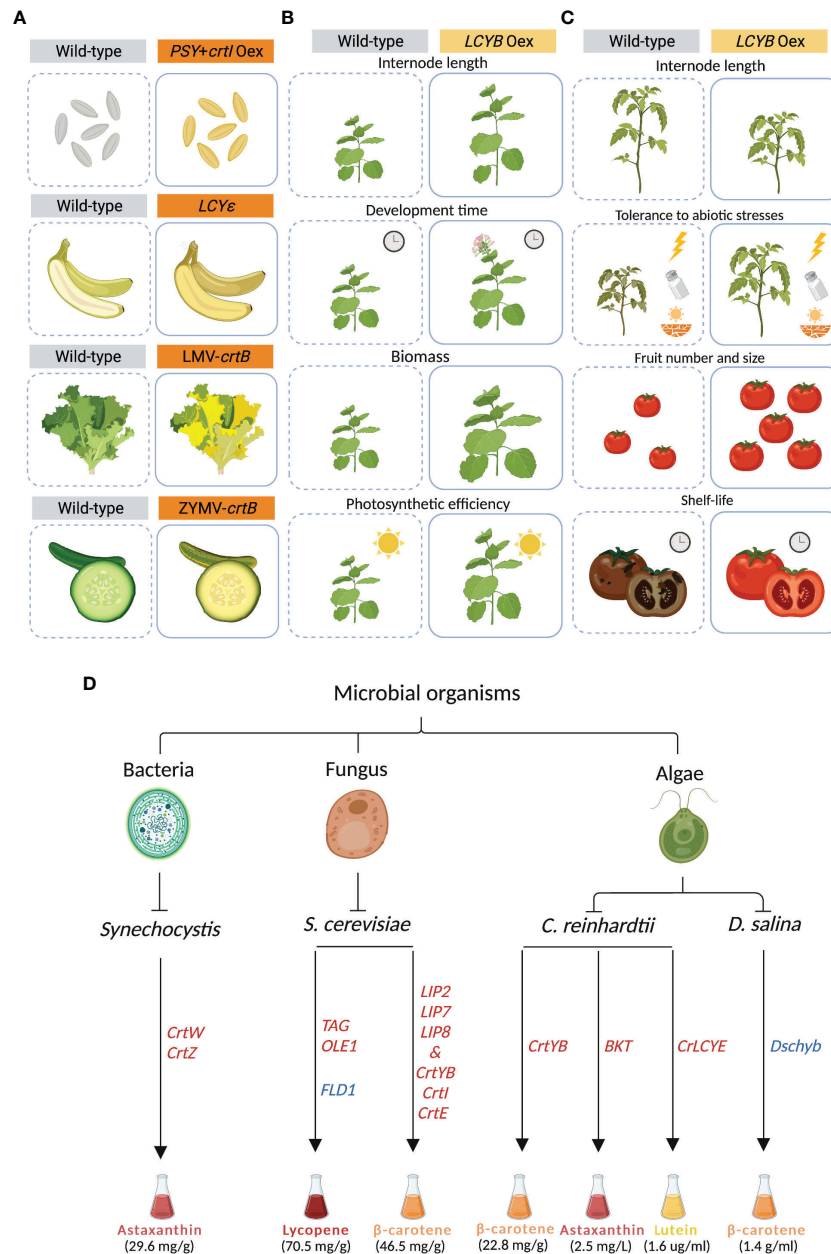 A
Wild-type
PSY+crtI Oex
Wild-type
LCYε
Wild-type
LMV-crtB
Wild-type
ZYMV-crtB
B
Wild-type
LCYB Oex
Internode length
Development time
Biomass
Photosynthetic efficiency
C
Wild-type
LCYB Oex
Internode length
Tolerance to abiotic stresses
Fruit number and size
Shelf-life
D
Microbial organisms
Bacteria
Fungus
Algae
Synechocystis
S. cerevisiae
C. reinhardtii
D. salina
CrtW
CrtZ
TAG
OLE1
FLD1
LIP2
LIP7
LIP8
&
CrtYB
CrtI
CrtE
CrtYB
BKT
CrLCYE
Dschyb
Astaxanthin
(29.6 mg/g)
Lycopene
(70.5 mg/g)
β-carotene
(46.5 mg/g)
β-carotene
(22.8 mg/g)
Astaxanthin
(2.5 mg/L)
Lutein
(1.6 ug/ml)
β-carotene
(1.4 g/ml)